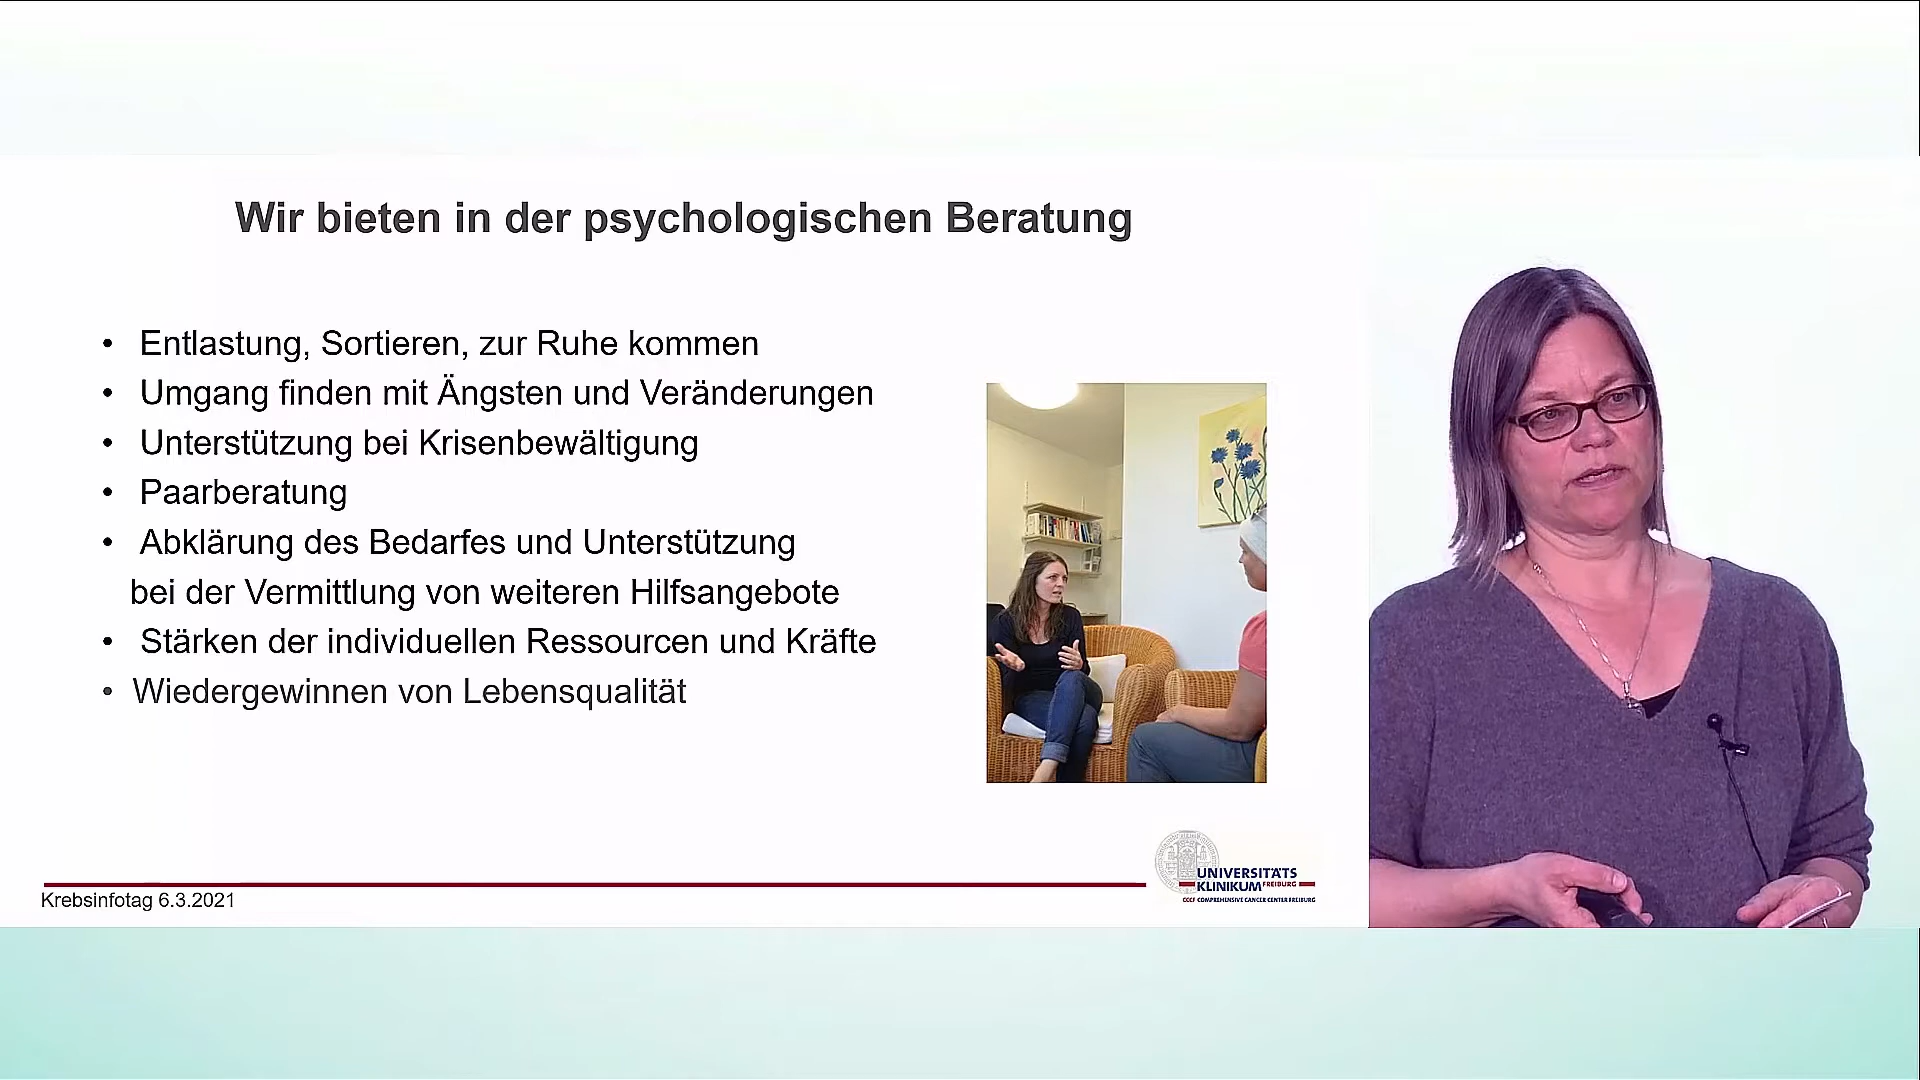 Wir bieten in der psychologischen Beratung
• Entlastung, Sortieren, zur Ruhe kommen
• Umgang finden mit Ängsten und Veränderungen
• Unterstützung bei Krisenbewältigung
• Paarberatung
• Abklärung des Bedarfes und Unterstützung
bei der Vermittlung von weiteren Hilfsangebote
• Stärken der individuellen Ressourcen und Kräfte
• Wiedergewinnen von Lebensqualität
UNIVERSITÄTS
KLINIKUM FREIBURG
CCCF COMPREHENSIVE CANCER CENTER FREIBURG
Krebsinfotag 6.3.2021